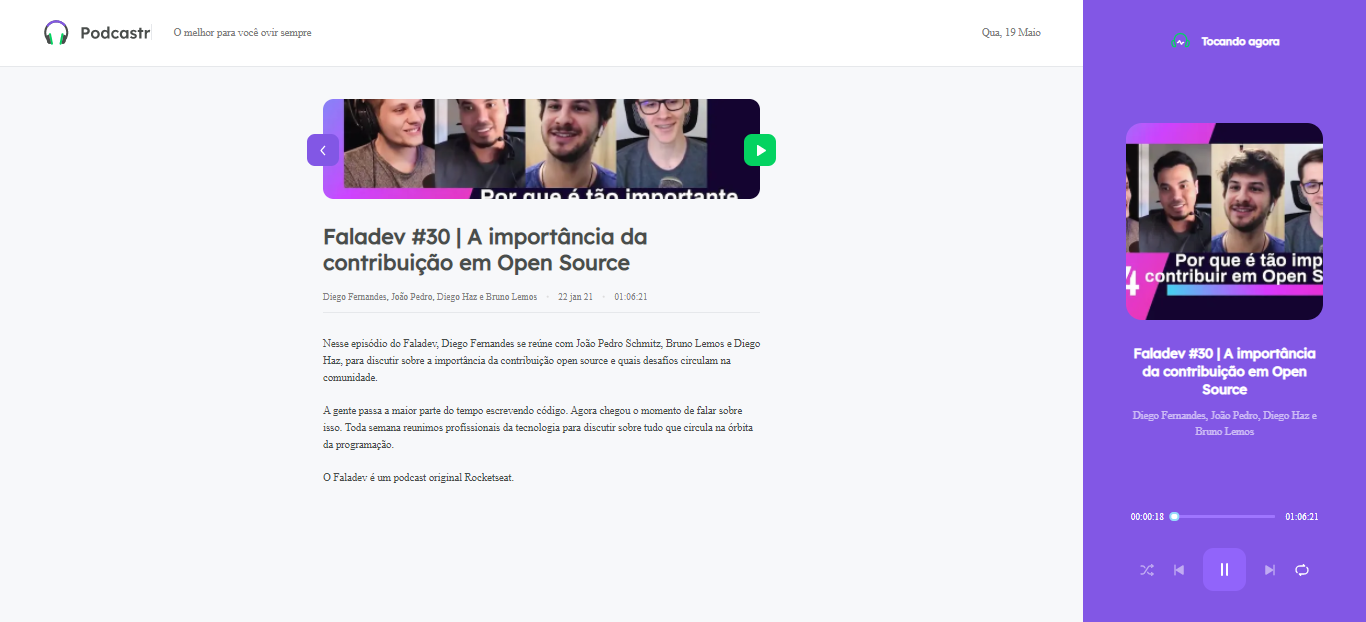 Podcastr
O melhor para você ovir sempre
Qua, 19 Maio
Por que é tão importante
Faladev #30 | A importância da
contribuição em Open Source
Diego Fernandes, João Pedro, Diego Haz e Bruno Lemos · 22 jan 21 · 01:06:21
Nesse episódio do Faladev, Diego Fernandes se reúne com João Pedro Schmitz, Bruno Lemos e Diego
Haz, para discutir sobre a importância da contribuição open source e quais desafios circulam na
comunidade.
A gente passa a maior parte do tempo escrevendo código. Agora chegou o momento de falar sobre
isso. Toda semana reunimos profissionais da tecnologia para discutir sobre tudo que circula na órbita
da programação.
O Faladev é um podcast original Rocketseat.
Tocando agora
Por que é tão imp
4 contribuir em Open S
Faladev #30 | A importância
da contribuição em Open
Source
Diego Fernandes, João Pedro, Diego Haz e
Bruno Lemos
00:00:18
01:06:21